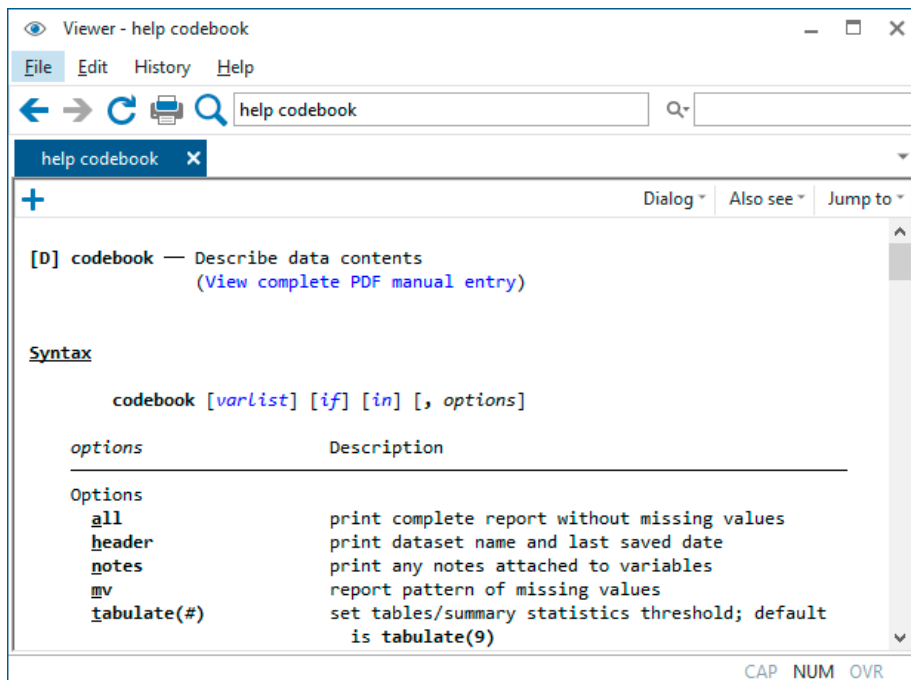 Viewer - help codebook
File Edit History Help
help codebook
help codebook
Dialog Also see Jump to
[D] codebook — Describe data contents
(View complete PDF manual entry)
Syntax
codebook [varlist] [if] [in] [, options]
options Description
Options
all print complete report without missing values
header print dataset name and last saved date
notes print any notes attached to variables
mv report pattern of missing values
tabulate(#) set tables/summary statistics threshold; default
is tabulate(9)
CAP NUM OVR